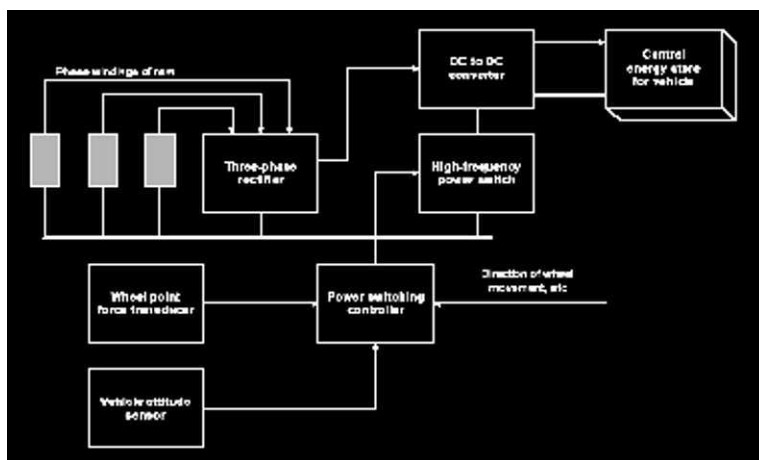 Phase windings of ram
DC to DC
converter
Central
energy store
for vehicle
Three-phase
rectifier
High-frequency
power switch
Wheel point
force transducer
Power switching
controller
Direction of wheel
movement, etc
Vehicle attitude
sensor